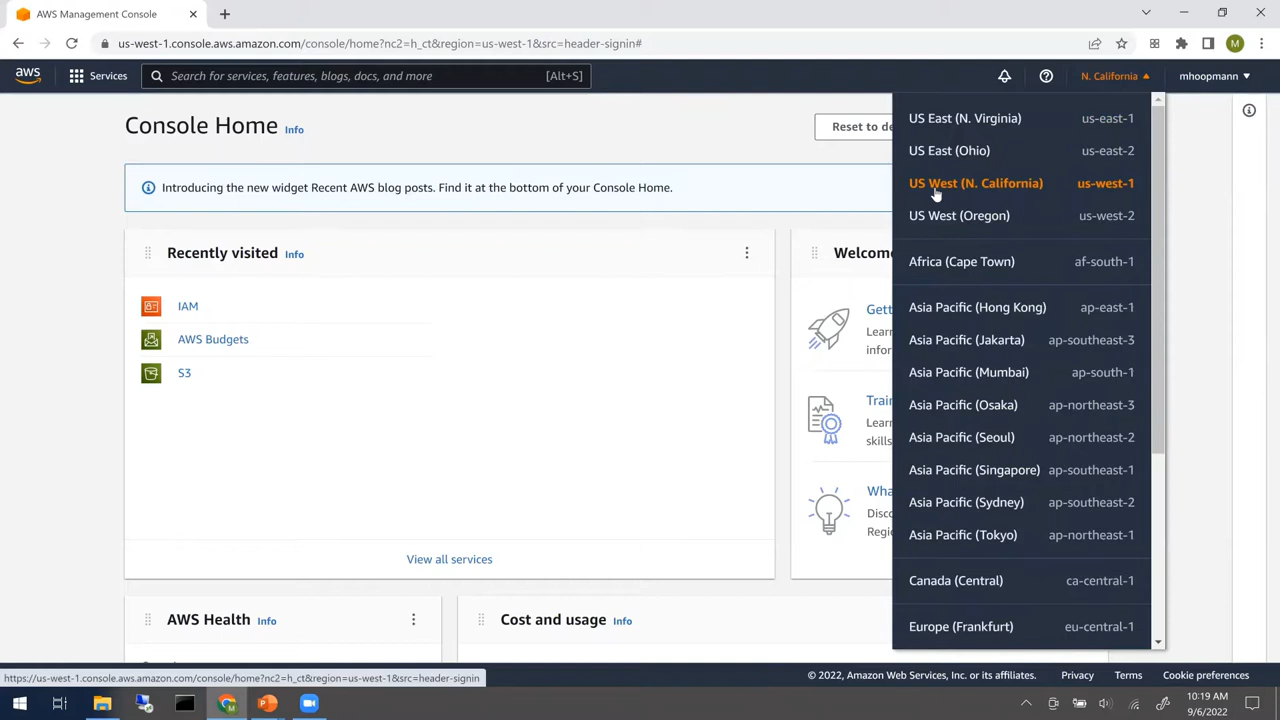 AWS Management Console
us-west-1.console.aws.amazon.com/console/home?nc2=h_ct&region=us-west-1&src=header-signin#
M
aws
Services
Search for services, features, blogs, docs, and more
[Alt+S]
N. California
mhoopmann
Console Home
Info
Reset to de
Introducing the new widget Recent AWS blog posts. Find it at the bottom of your Console Home.
Recently visited
Info
IAM
AWS Budgets
S3
View all services
Welcom
Gett
Learn
infor
Train
Learn
skills
Wha
Disco
Regi
AWS Health
Info
Cost and usage
Info
US East (N. Virginia) us-east-1
US East (Ohio) us-east-2
US West (N. California) us-west-1
US West (Oregon) us-west-2
Africa (Cape Town) af-south-1
Asia Pacific (Hong Kong) ap-east-1
Asia Pacific (Jakarta) ap-southeast-3
Asia Pacific (Mumbai) ap-south-1
Asia Pacific (Osaka) ap-northeast-3
Asia Pacific (Seoul) ap-northeast-2
Asia Pacific (Singapore) ap-southeast-1
Asia Pacific (Sydney) ap-southeast-2
Asia Pacific (Tokyo) ap-northeast-1
Canada (Central) ca-central-1
Europe (Frankfurt) eu-central-1
https://us-west-1.console.aws.amazon.com/console/home?nc2=h_ct&region=us-west-1&src=header-signin
© 2022, Amazon Web Services, Inc. or its affiliates.
Privacy
Terms
Cookie preferences
10:19 AM
9/6/2022